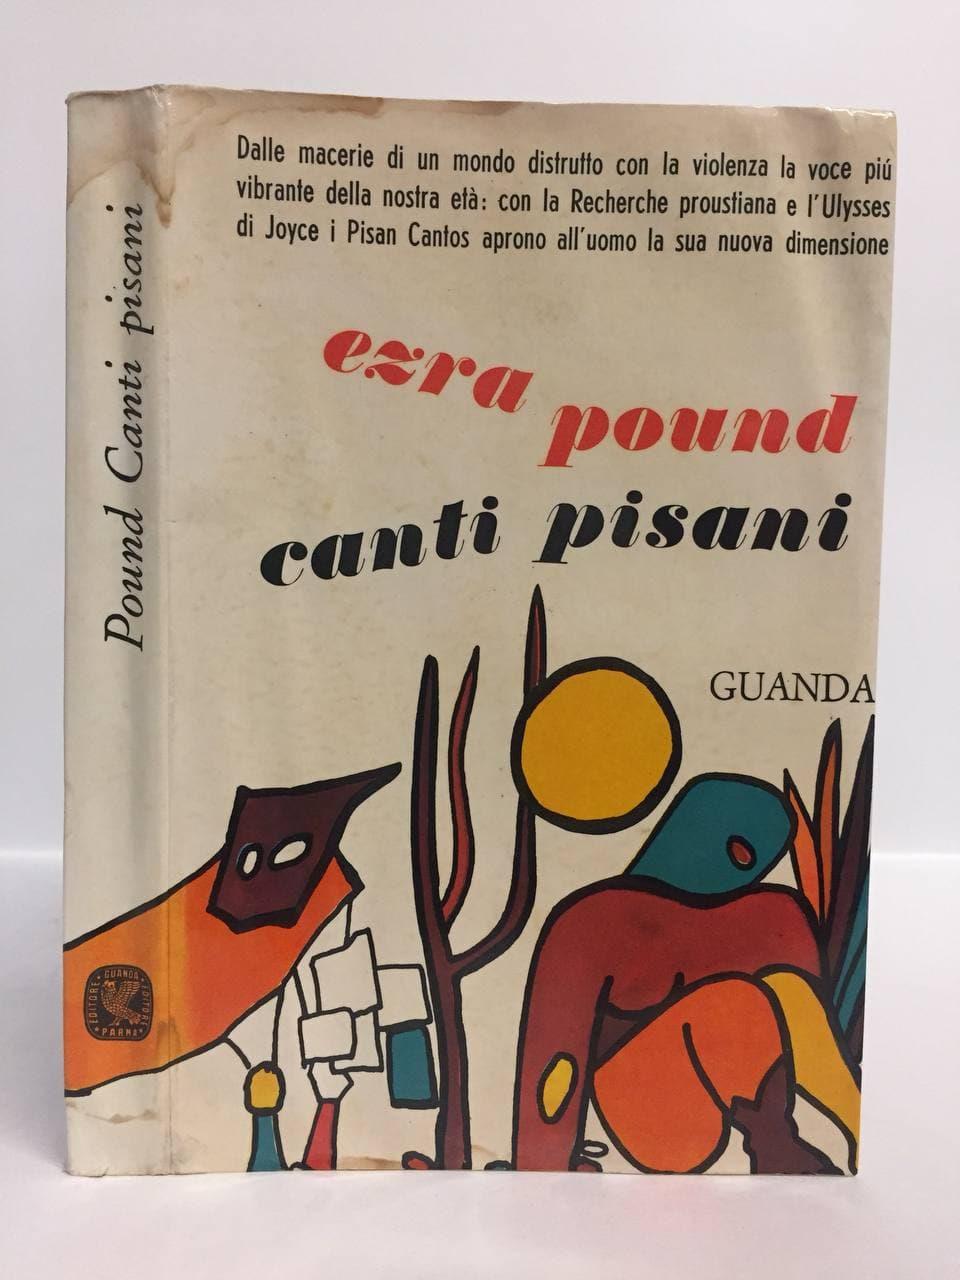 Dalle macerie di un mondo distrutto con la violenza la voce piú
vibrante della nostra età: con la Recherche proustiana e l'Ulysses
di Joyce i Pisan Cantos aprono all'uomo la sua nuova dimensione
ezra pound
canti pisani
GUANDA
Pound Canti pisani
GUANDA
EDITORE
EDITORE
PARMA